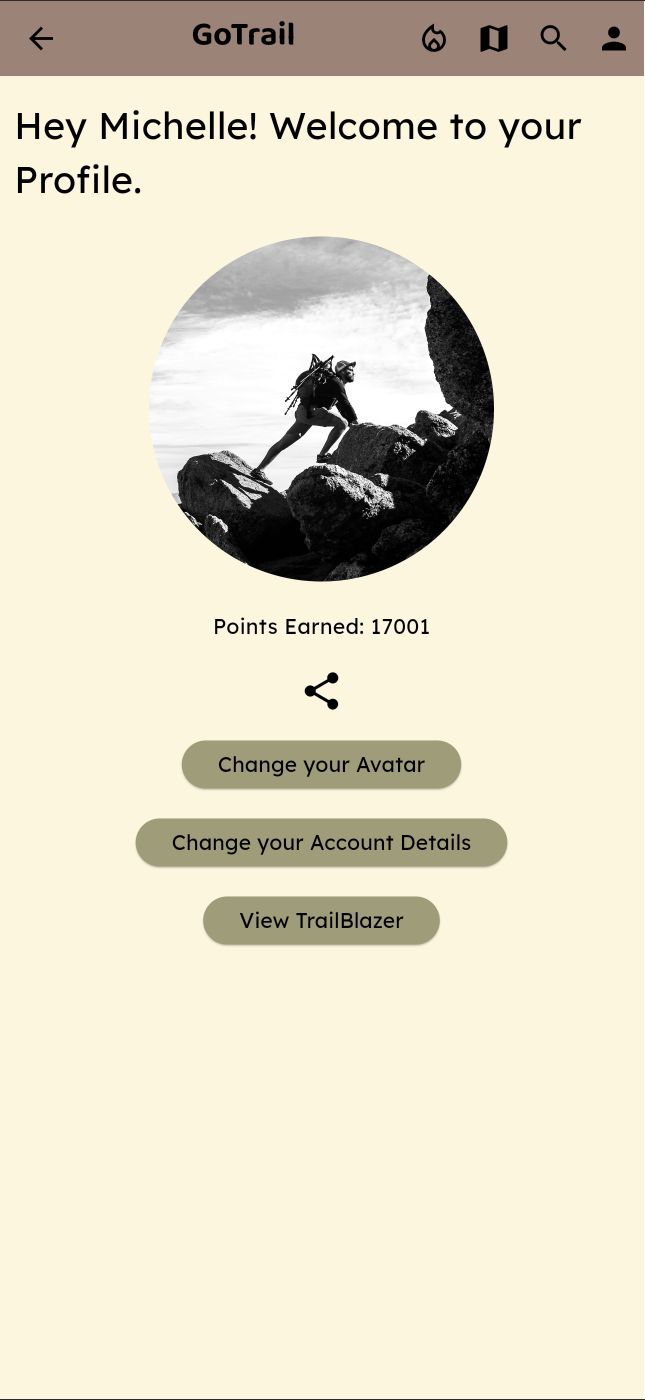 GoTrail
Hey Michelle! Welcome to your
Profile.
Points Earned: 17001
Change your Avatar
Change your Account Details
View TrailBlazer